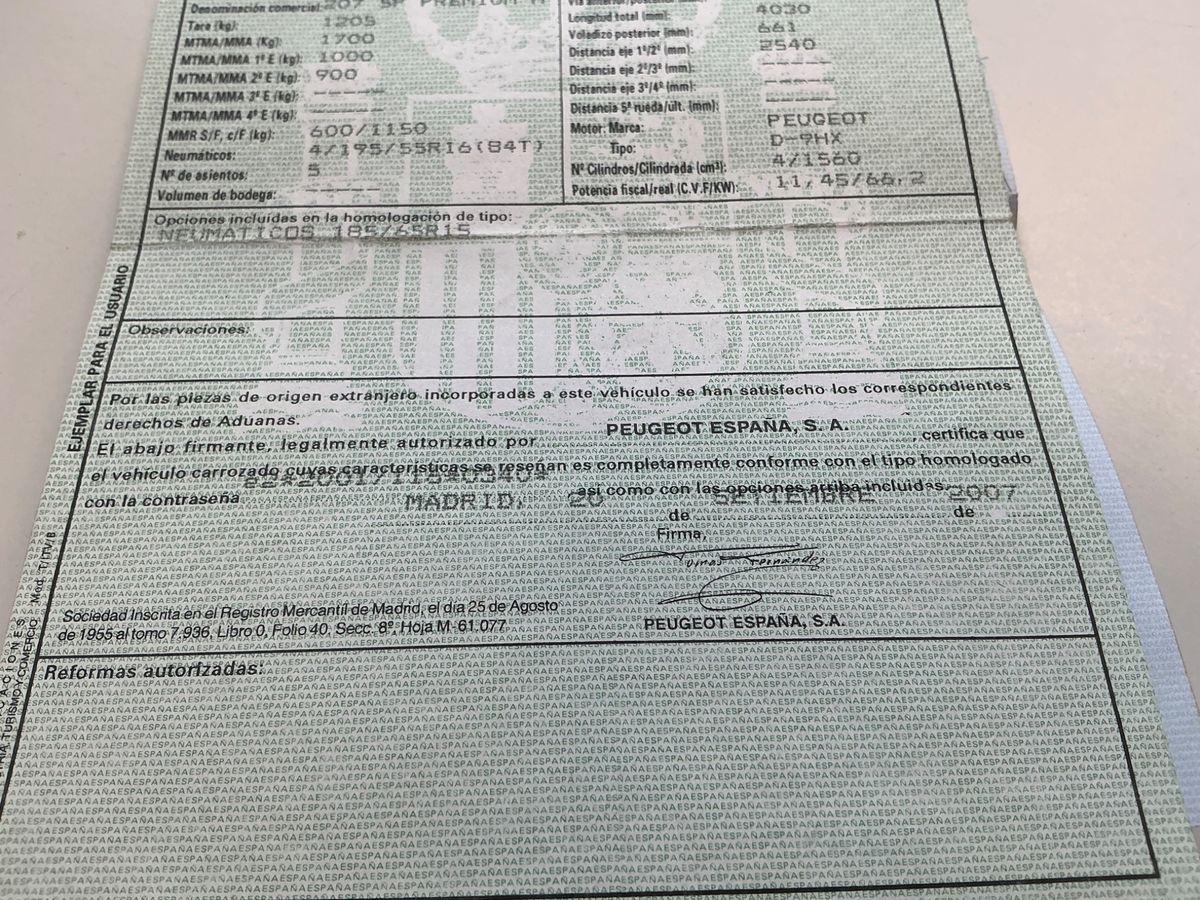 Denominación comercial: 207 5P PREMIUM
Tara (kg): 1205
MTMA/MMA (Kg): 1700
MTMA/MMA 1º E (kg): 1000
MTMA/MMA 2º E (kg): 900
MTMA/MMA 3º E (kg): -----
MTMA/MMA 4º E (kg): -----
MMR S/F, c/F (kg): 600/1150
Neumáticos: 4/195/55R16(84T)
Nº de asientos: 5
Volumen de bodega: -----
Longitud total (mm): 4030
Voladizo posterior (mm): 661
Distancia eje 1º/2º (mm): 2540
Distancia eje 2º/3º (mm): -----
Distancia eje 3º/4º (mm): -----
Distancia 5ª rueda/últ. (mm): -----
Motor: Marca: PEUGEOT
Tipo: D-9HX
Nº Cilindros/Cilindrada (cm³): 4/1560
Potencia fiscal/real (C.V.F/KW): 11,45/66,2
Opciones incluidas en la homologación de tipo:
NEUMATICOS 185/65R15
EJEMPLAR PARA EL USUARIO
Observaciones:
Por las piezas de origen extranjero incorporadas a este vehículo se han satisfecho los correspondientes
derechos de Aduanas.
El abajo firmante, legalmente autorizado por PEUGEOT ESPAÑA, S. A. , certifica que
el vehículo carrozado cuyas características se reseñan es completamente conforme con el tipo homologado
e2*2001/116*0340*
con la contraseña así como con las opciones arriba incluidas.
MADRID, 20 de SETIEMBRE de 2007
Firma,
PEUGEOT ESPAÑA, S.A.
Sociedad Inscrita en el Registro Mercantil de Madrid, el día 25 de Agosto
de 1955 al tomo 7.936, Libro 0, Folio 40, Secc. 8ª, Hoja M-61.077
Reformas autorizadas: